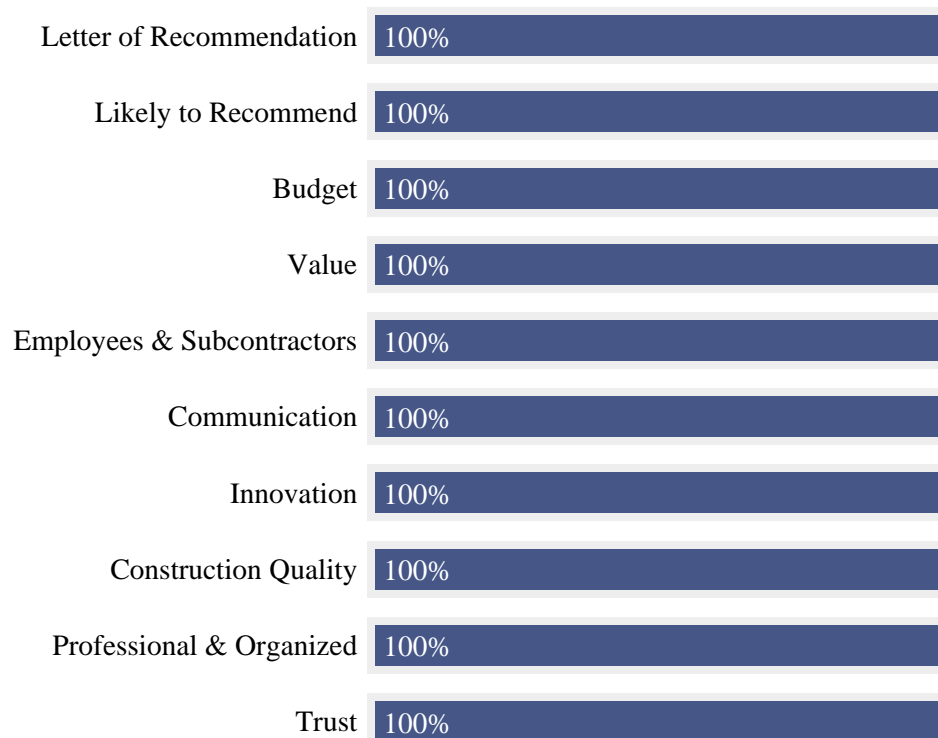 Letter of Recommendation 100%
Likely to Recommend 100%
Budget 100%
Value 100%
Employees & Subcontractors 100%
Communication 100%
Innovation 100%
Construction Quality 100%
Professional & Organized 100%
Trust 100%